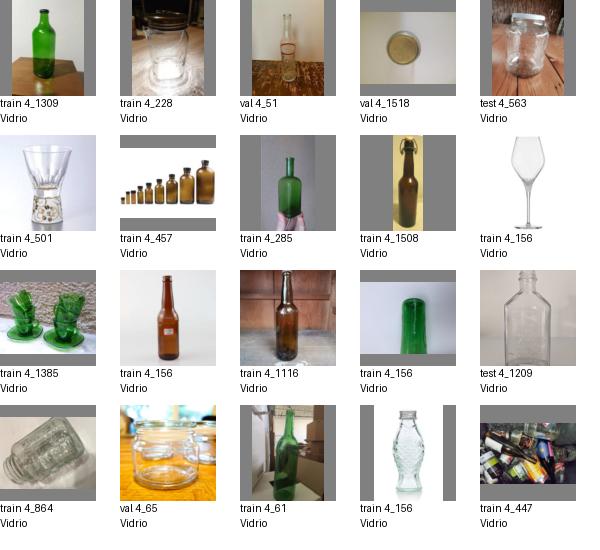 train 4_1309
Vidrio
train 4_228
Vidrio
val 4_51
Vidrio
val 4_1518
Vidrio
test 4_563
Vidrio
train 4_501
Vidrio
train 4_457
Vidrio
train 4_285
Vidrio
train 4_1508
Vidrio
train 4_156
Vidrio
train 4_1385
Vidrio
train 4_156
Vidrio
train 4_1116
Vidrio
train 4_156
Vidrio
test 4_1209
Vidrio
train 4_864
Vidrio
val 4_65
Vidrio
train 4_61
Vidrio
train 4_156
Vidrio
train 4_447
Vidrio